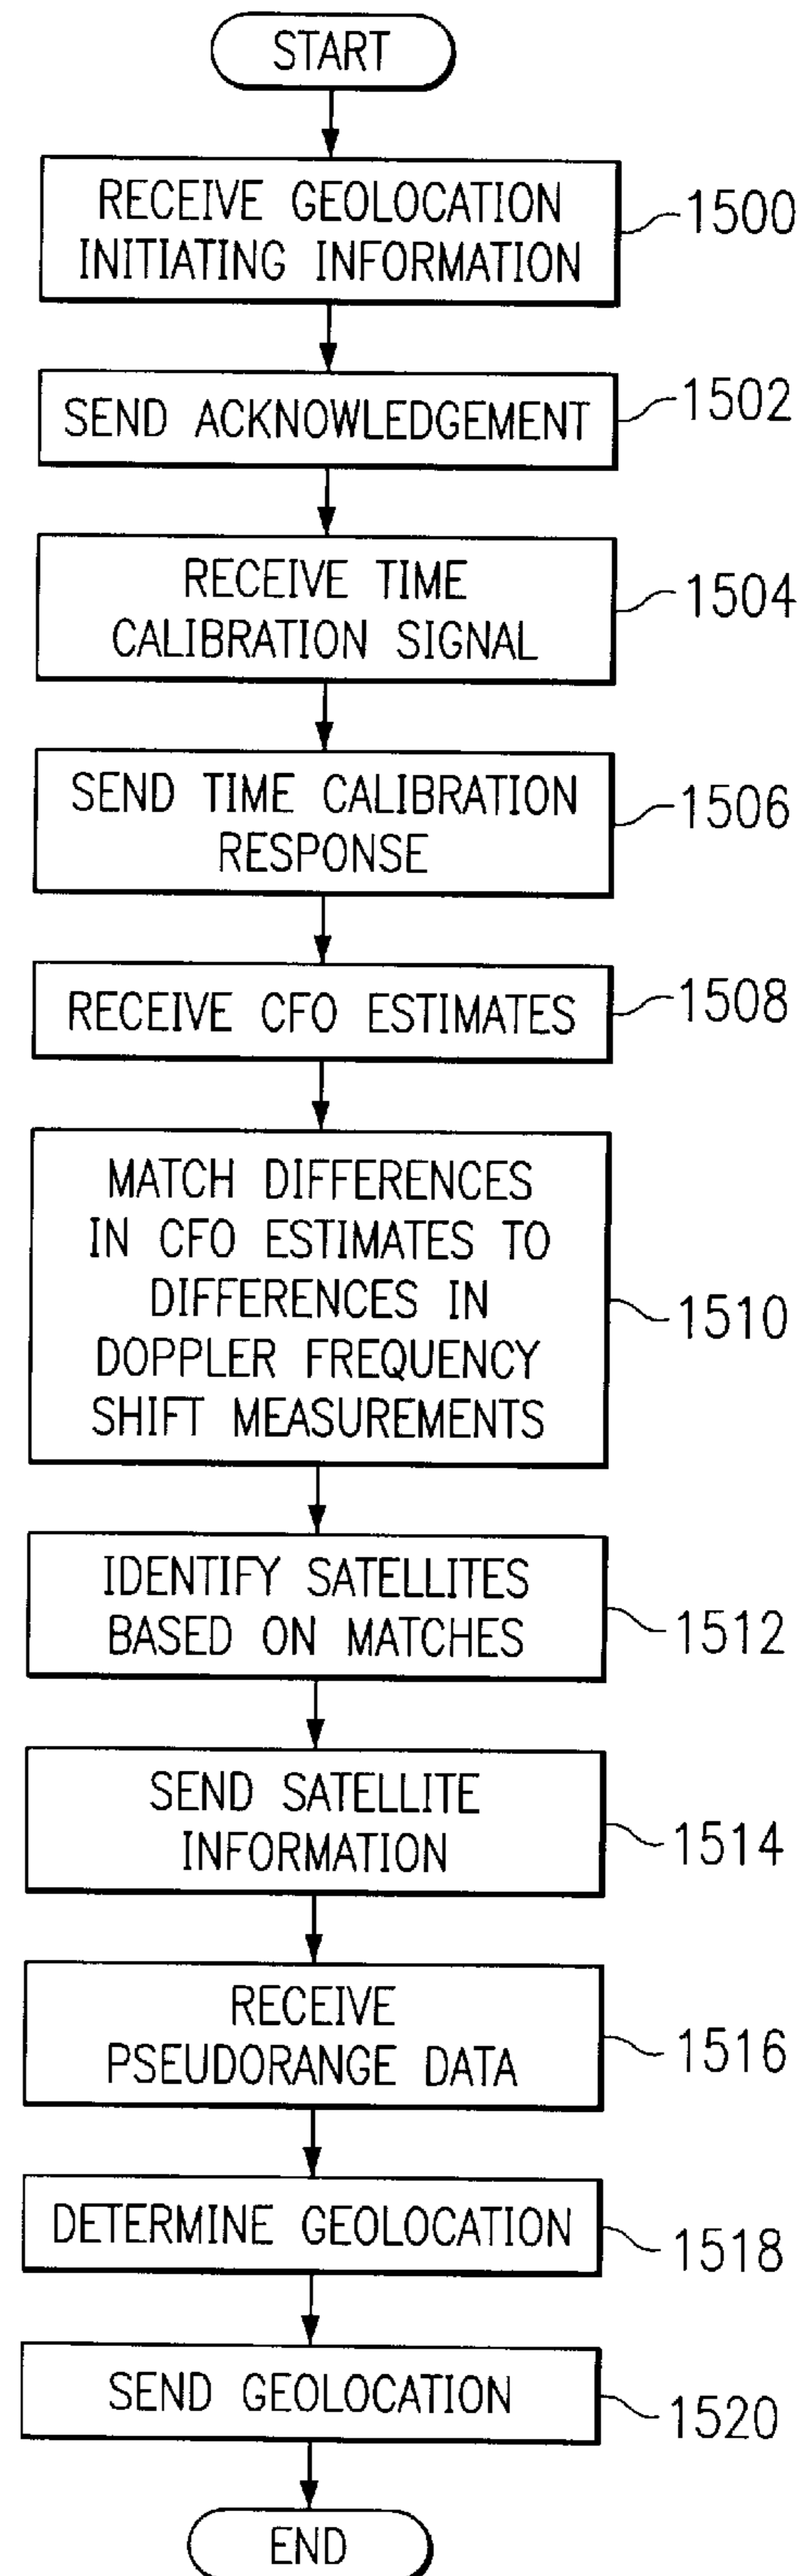 START
RECEIVE GEOLOCATION
INITIATING INFORMATION
1500
SEND ACKNOWLEDGEMENT
1502
RECEIVE TIME
CALIBRATION SIGNAL
1504
SEND TIME CALIBRATION
RESPONSE
1506
RECEIVE CFO ESTIMATES
1508
MATCH DIFFERENCES
IN CFO ESTIMATES TO
DIFFERENCES IN
DOPPLER FREQUENCY
SHIFT MEASUREMENTS
1510
IDENTIFY SATELLITES
BASED ON MATCHES
1512
SEND SATELLITE
INFORMATION
1514
RECEIVE
PSEUDORANGE DATA
1516
DETERMINE GEOLOCATION
1518
SEND GEOLOCATION
1520
END